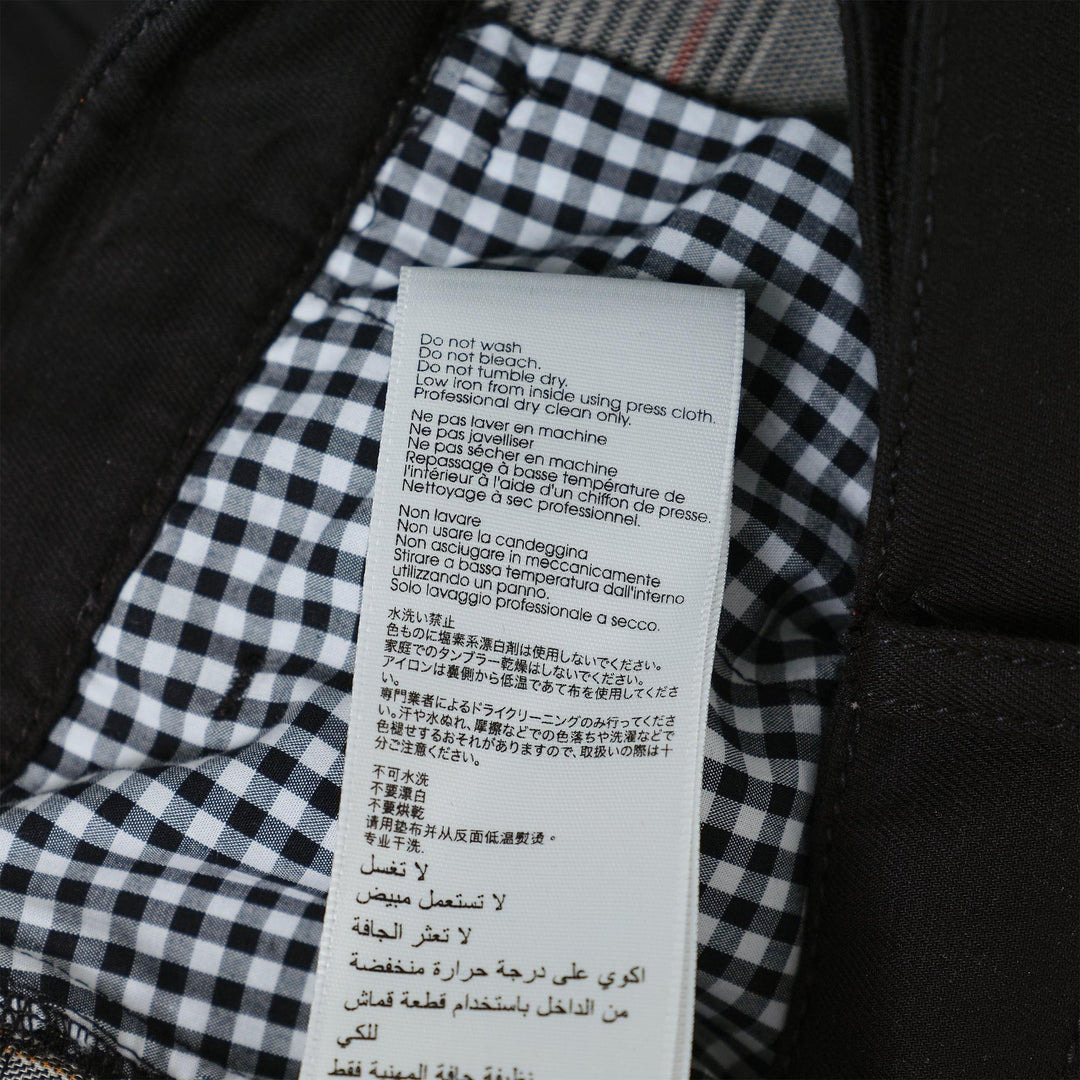 Do not wash
Do not bleach.
Do not tumble dry.
Low iron from inside using press cloth.
Professional dry clean only.
Ne pas laver en machine
Ne pas javelliser
Ne pas sécher en machine
Repassage à basse température de
l'intérieur à l'aide d'un chiffon de presse.
Nettoyage à sec professionnel.
Non lavare
Non usare la candeggina
Non asciugare in meccanicamente
Stirare a bassa temperatura dall'interno
utilizzando un panno.
Solo lavaggio professionale a secco.
水洗い禁止
色ものに塩素系漂白剤は使用しないでください。
家庭でのタンブラー乾燥はしないでください。
アイロンは裏側から低温であて布を使用してくださ
い。
専門業者によるドライクリーニングのみ行ってくださ
い。汗や水ぬれ、摩擦などでの色落ちや洗濯などで
色褪せするおそれがありますので、取扱いの際は十
分ご注意ください。
不可水洗
不要漂白
不要烘乾
请用垫布并从反面低温熨烫。
专业干洗.
لا تغسل
لا تستعمل مبيض
لا تعثر الجافة
اكوي على درجة حرارة منخفضة
من الداخل باستخدام قطعة قماش
للكي
تنظيفة جافة المهنية فقط